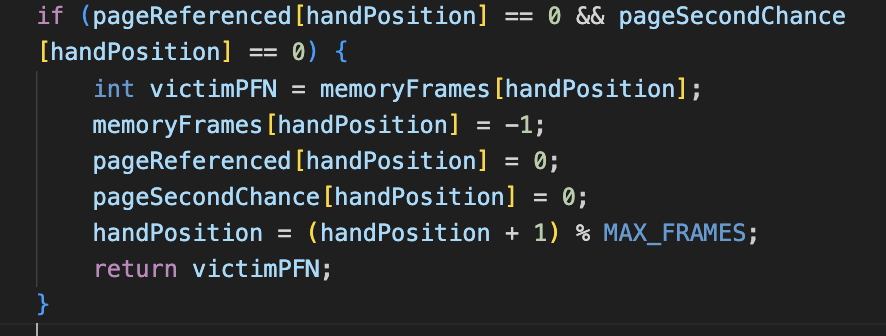 if (pageReferenced[handPosition] == 0 && pageSecondChance
[handPosition] == 0) {
int victimPFN = memoryFrames[handPosition];
memoryFrames[handPosition] = -1;
pageReferenced[handPosition] = 0;
pageSecondChance[handPosition] = 0;
handPosition = (handPosition + 1) % MAX_FRAMES;
return victimPFN;
}